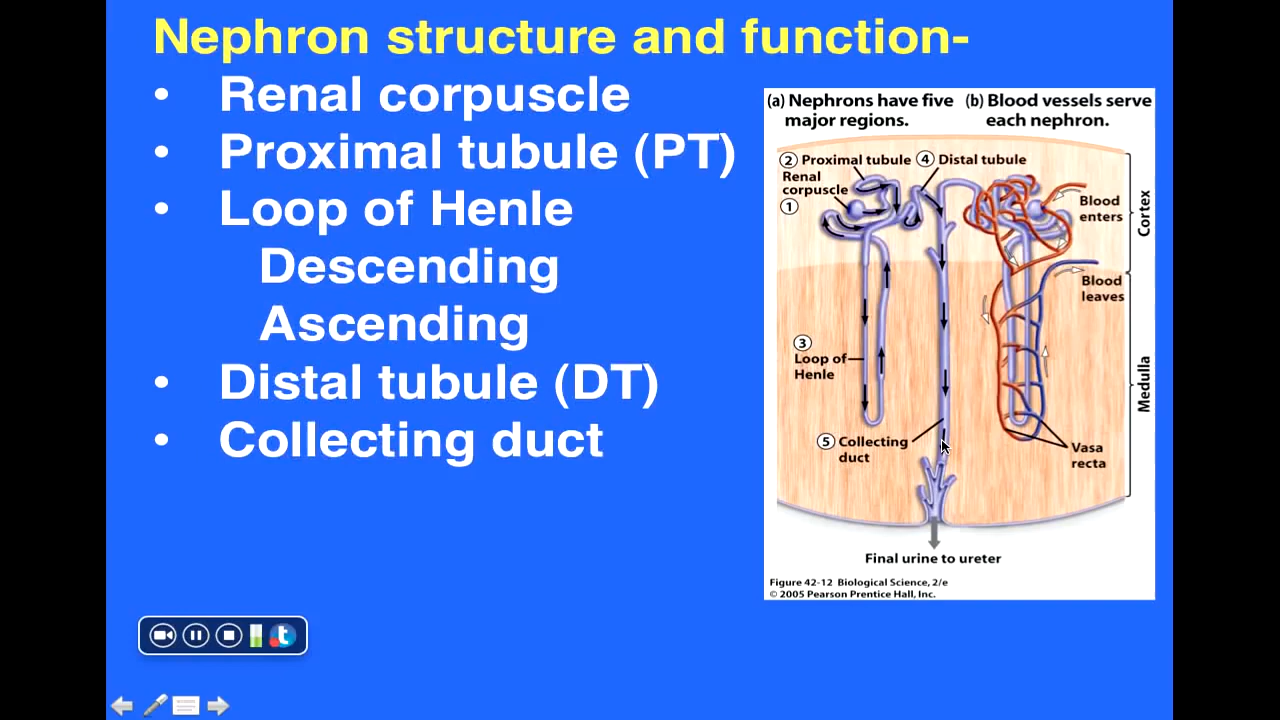 Nephron structure and function-
• Renal corpuscle
• Proximal tubule (PT)
• Loop of Henle
Descending
Ascending
• Distal tubule (DT)
• Collecting duct
(a) Nephrons have five
major regions.
(b) Blood vessels serve
each nephron.
2 Proximal tubule
4 Distal tubule
Renal
corpuscle
1
Blood
enters
Cortex
Blood
leaves
3
Loop of
Henle
Medulla
5 Collecting
duct
Vasa
recta
Final urine to ureter
Figure 42-12 Biological Science, 2/e
© 2005 Pearson Prentice Hall, Inc.
t